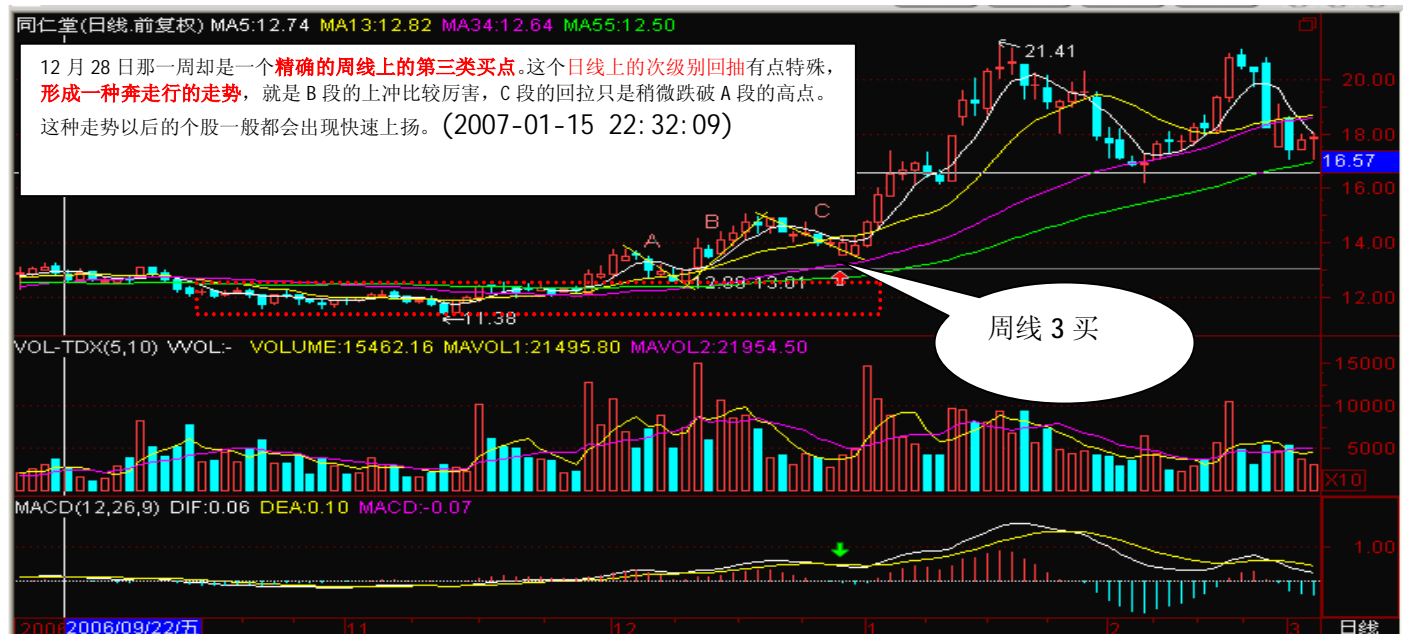 同仁堂(日线.前复权) MA5:12.74 MA13:12.82 MA34:12.64 MA55:12.50
12 月 28 日那一周却是一个精确的周线上的第三类买点。这个日线上的次级别回抽有点特殊，
形成一种奔走行的走势，就是 B 段的上冲比较厉害，C 段的回拉只是稍微跌破 A 段的高点。
这种走势以后的个股一般都会出现快速上扬。(2007-01-15 22:32:09)
21.41
20.00
18.00
16.57
16.00
A
B
C
14.00
13.01
12.00
11.38
周线 3 买
VOL-TDX(5,10) VVOL:- VOLUME:15462.16 MAVOL1:21495.80 MAVOL2:21954.50
15000
10000
5000
X10
MACD(12,26,9) DIF:0.06 DEA:0.10 MACD:-0.07
1.00
2006/09/22/五 11 12 1 2 3 日线